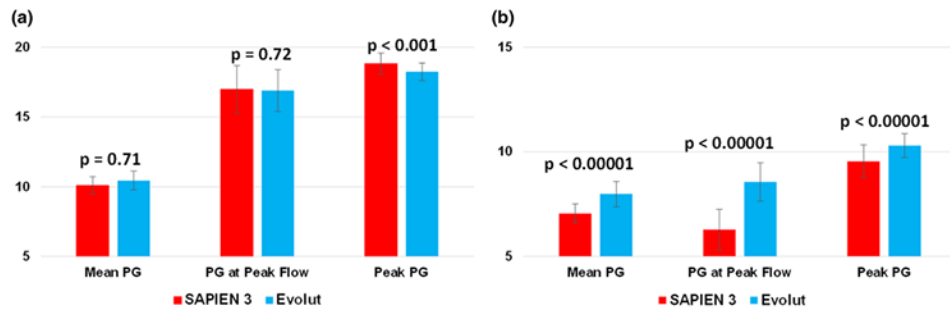 (a)
20
15
10
5
p = 0.71
p = 0.72
p < 0.001
Mean PG
PG at Peak Flow
Peak PG
SAPIEN 3
Evolut
(b)
15
10
5
p < 0.00001
p < 0.00001
p < 0.00001
Mean PG
PG at Peak Flow
Peak PG
SAPIEN 3
Evolut